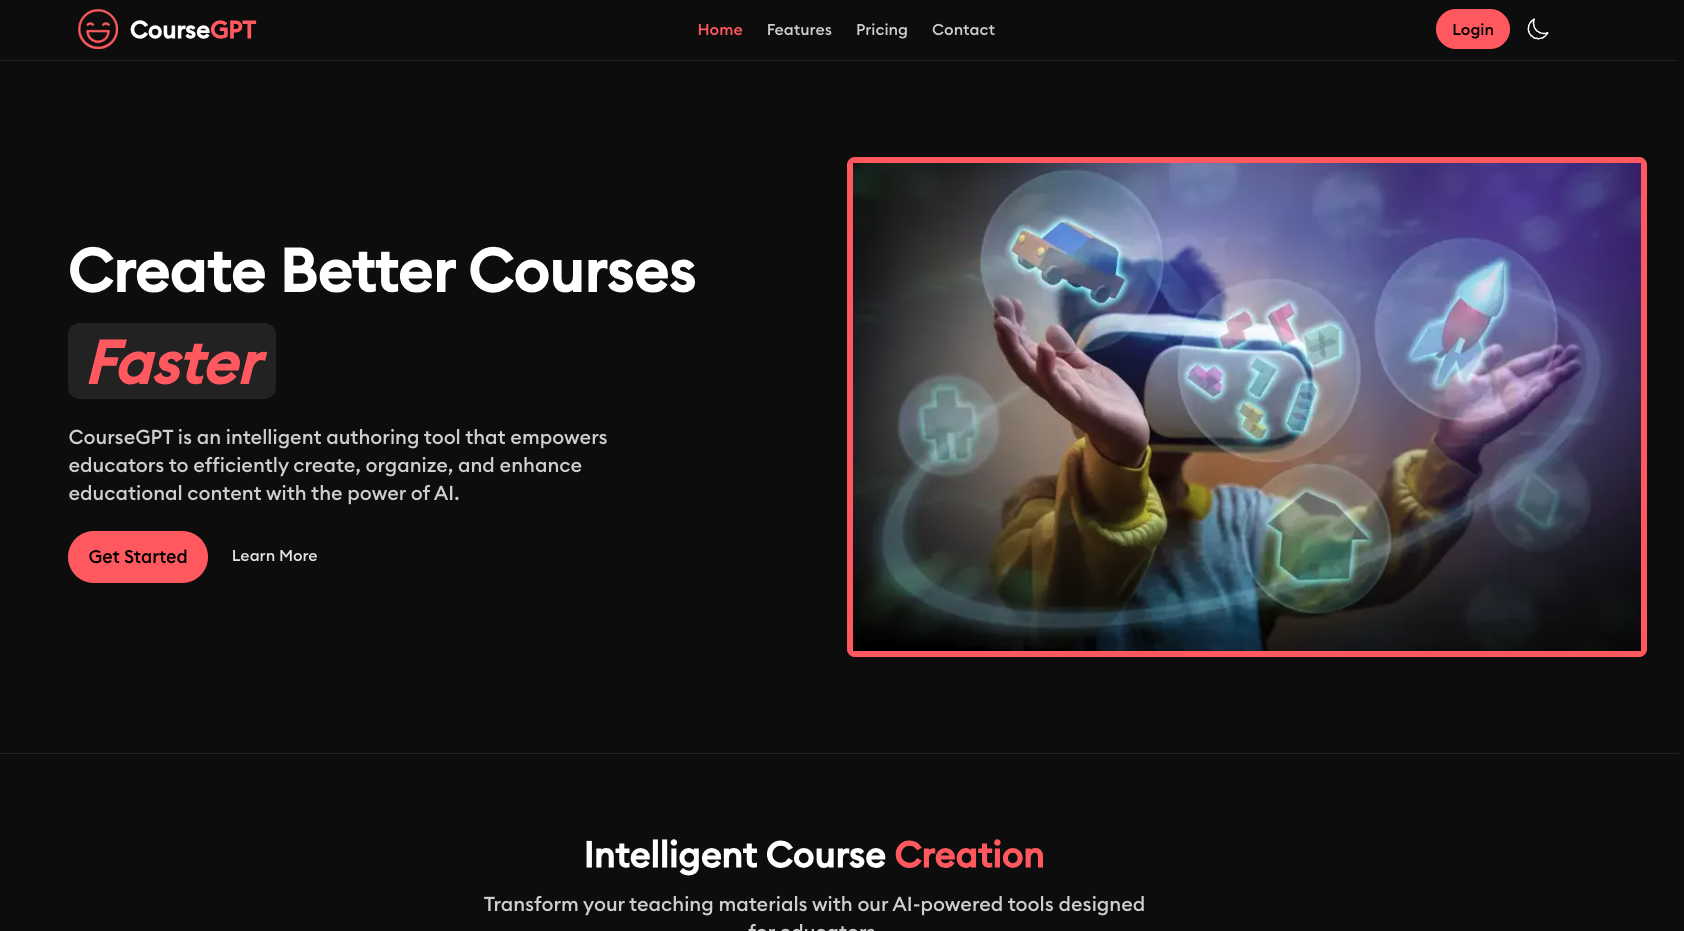 CourseGPT
Home Features Pricing Contact
Login
Create Better Courses
Faster
CourseGPT is an intelligent authoring tool that empowers
educators to efficiently create, organize, and enhance
educational content with the power of AI.
Get Started Learn More
Intelligent Course Creation
Transform your teaching materials with our AI-powered tools designed
for educators